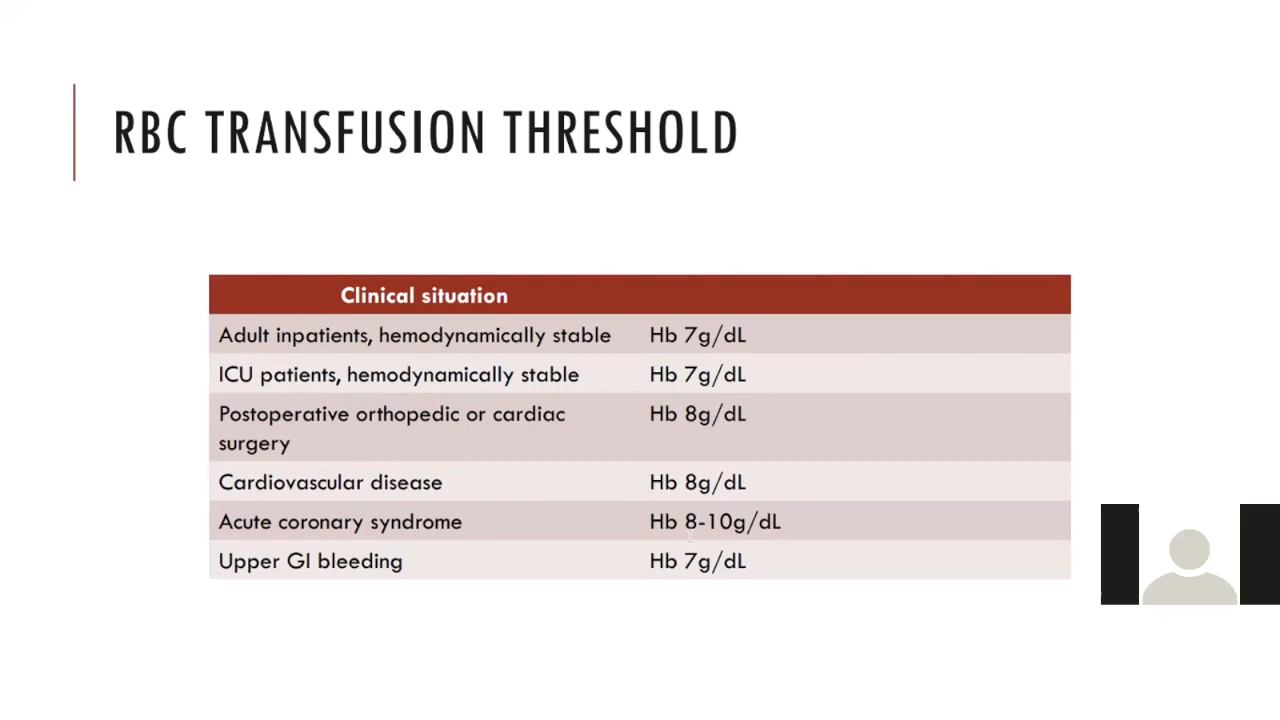 RBC TRANSFUSION THRESHOLD
Clinical situation
Adult inpatients, hemodynamically stable Hb 7g/dL
ICU patients, hemodynamically stable Hb 7g/dL
Postoperative orthopedic or cardiac Hb 8g/dL
surgery
Cardiovascular disease Hb 8g/dL
Acute coronary syndrome Hb 8-10g/dL
Upper GI bleeding Hb 7g/dL